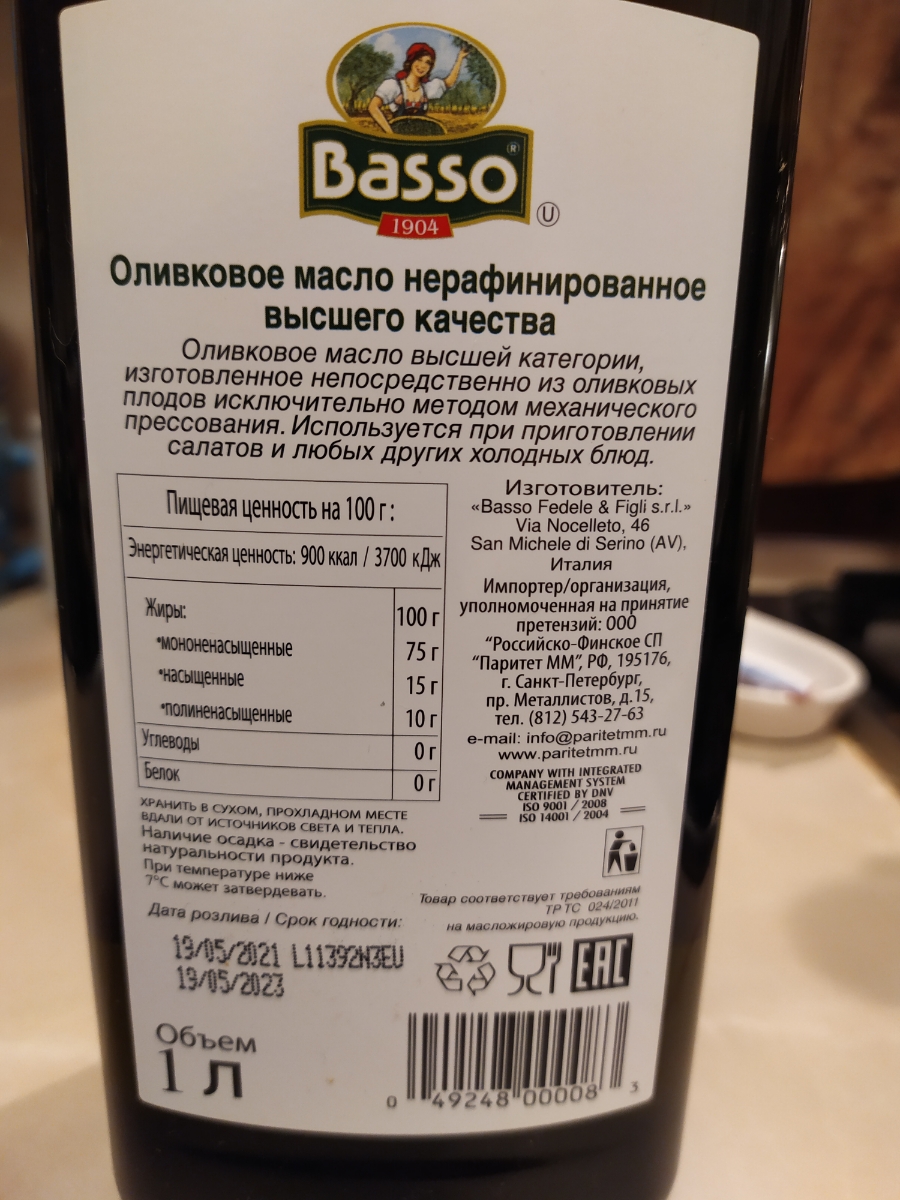 Basso®
1904
Ⓤ
Оливковое масло нерафинированное
высшего качества
Оливковое масло высшей категории,
изготовленное непосредственно из оливковых
плодов исключительно методом механического
прессования. Используется при приготовлении
салатов и любых других холодных блюд.
Пищевая ценность на 100 г :
Энергетическая ценность: 900 ккал / 3700 кДж
Жиры: 100 г
•мононенасыщенные 75 г
•насыщенные 15 г
•полиненасыщенные 10 г
Углеводы 0 г
Белок 0 г
ХРАНИТЬ В СУХОМ, ПРОХЛАДНОМ МЕСТЕ
ВДАЛИ ОТ ИСТОЧНИКОВ СВЕТА И ТЕПЛА.
Наличие осадка - свидетельство
натуральности продукта.
При температуре ниже
7°C может затвердевать.
Дата розлива / Срок годности:
19/05/2021 L11392N3EU
19/05/2023
Объем
1 л
Изготовитель:
«Basso Fedele & Figli s.r.l.»
Via Nocelleto, 46
San Michele di Serino (AV),
Италия
Импортер/организация,
уполномоченная на принятие
претензий: ООО
"Российско-Финское СП
"Паритет ММ", РФ, 195176,
г. Санкт-Петербург,
пр. Металлистов, д.15,
тел. (812) 543-27-63
e-mail: info@paritetmm.ru
www.paritetmm.ru
COMPANY WITH INTEGRATED
MANAGEMENT SYSTEM
CERTIFIED BY DNV
ISO 9001 / 2008
ISO 14001 / 2004
Товар соответствует требованиям
ТР ТС 024/2011
на масложировую продукцию.
EAC
0 49248 00008 3